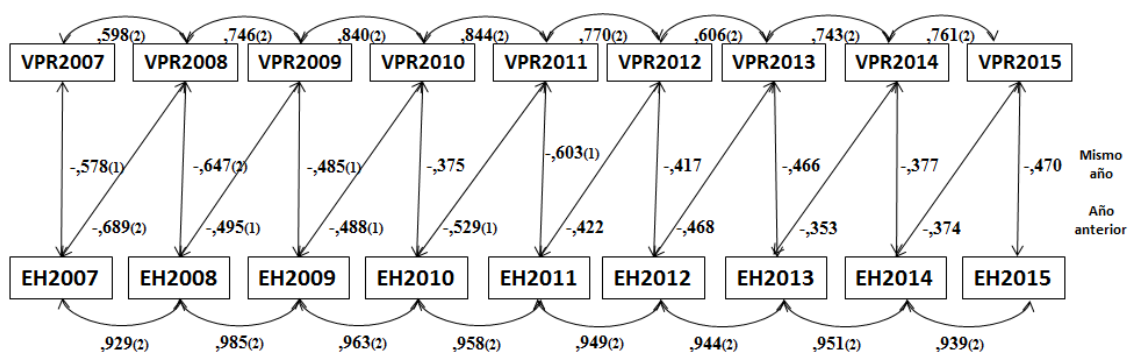 ,598(2) ,746(2) ,840(2) ,844(2) ,770(2) ,606(2) ,743(2) ,761(2)
VPR2007 VPR2008 VPR2009 VPR2010 VPR2011 VPR2012 VPR2013 VPR2014 VPR2015
-,578(1) -,647(2) -,485(1) -,375 -,603(1) -,417 -,466 -,377 -,470 Mismo
año
-,689(2) -,495(1) -,488(1) -,529(1) -,422 -,468 -,353 -,374 Año
anterior
EH2007 EH2008 EH2009 EH2010 EH2011 EH2012 EH2013 EH2014 EH2015
,929(2) ,985(2) ,963(2) ,958(2) ,949(2) ,944(2) ,951(2) ,939(2)